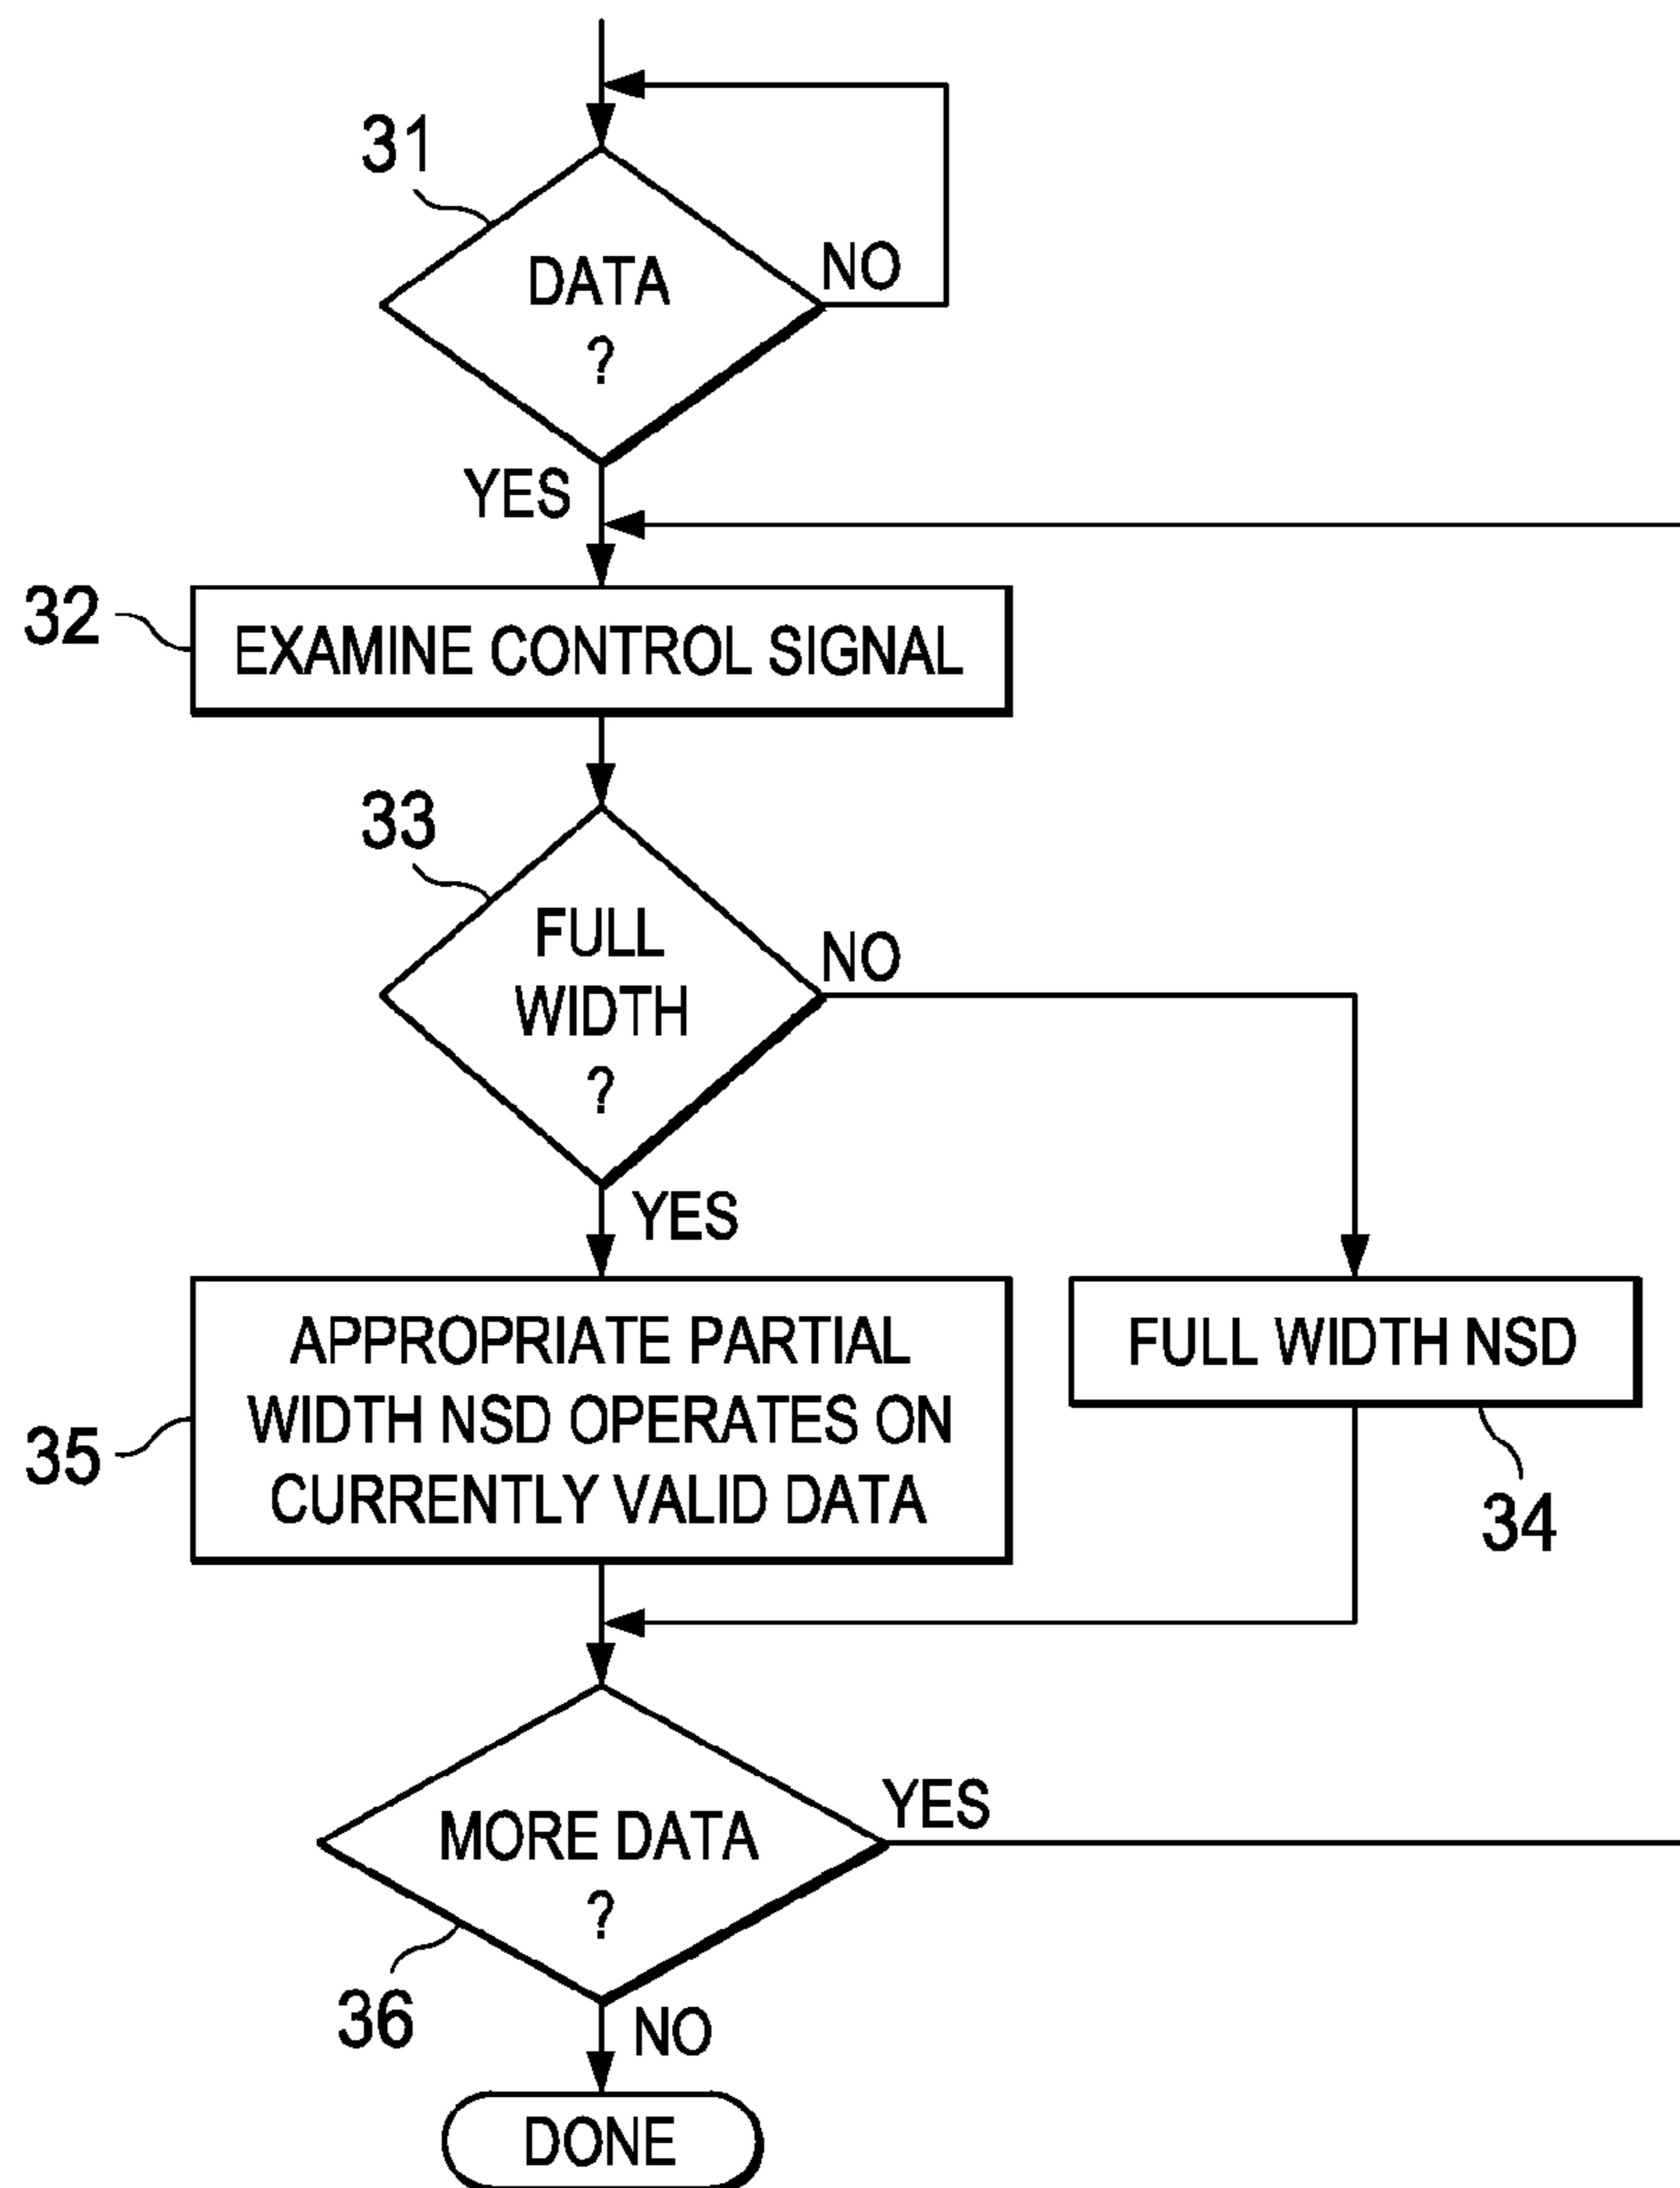 31
DATA
?
NO
YES
32
EXAMINE CONTROL SIGNAL
33
FULL
WIDTH
?
NO
YES
APPROPRIATE PARTIAL
WIDTH NSD OPERATES ON
CURRENTLY VALID DATA
35
FULL WIDTH NSD
34
MORE DATA
?
YES
36
NO
DONE